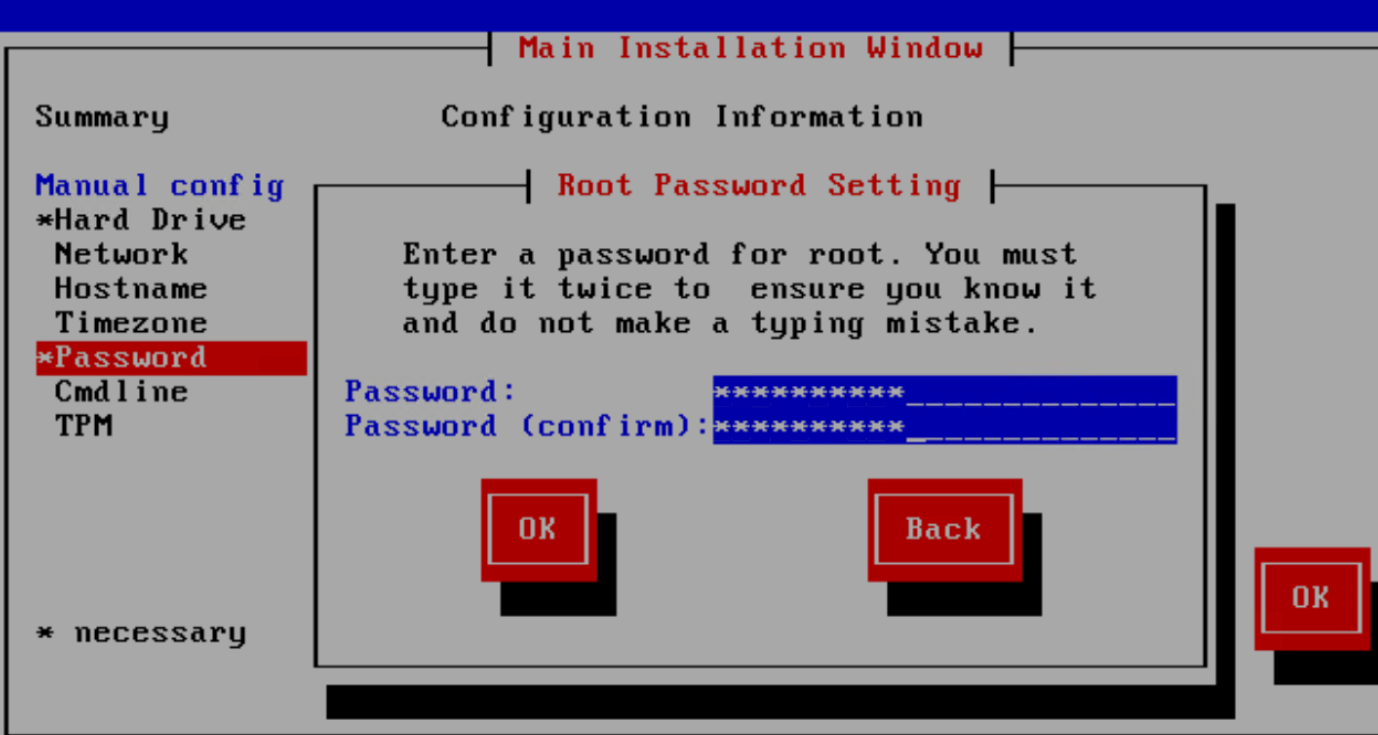 Main Installation Window
Summary Configuration Information
Manual config
*Hard Drive
Network
Hostname
Timezone
*Password
Cmdline
TPM
* necessary
Root Password Setting
Enter a password for root. You must
type it twice to  ensure you know it
and do not make a typing mistake.
Password: **********______________
Password (confirm):**********______________
OK Back
OK